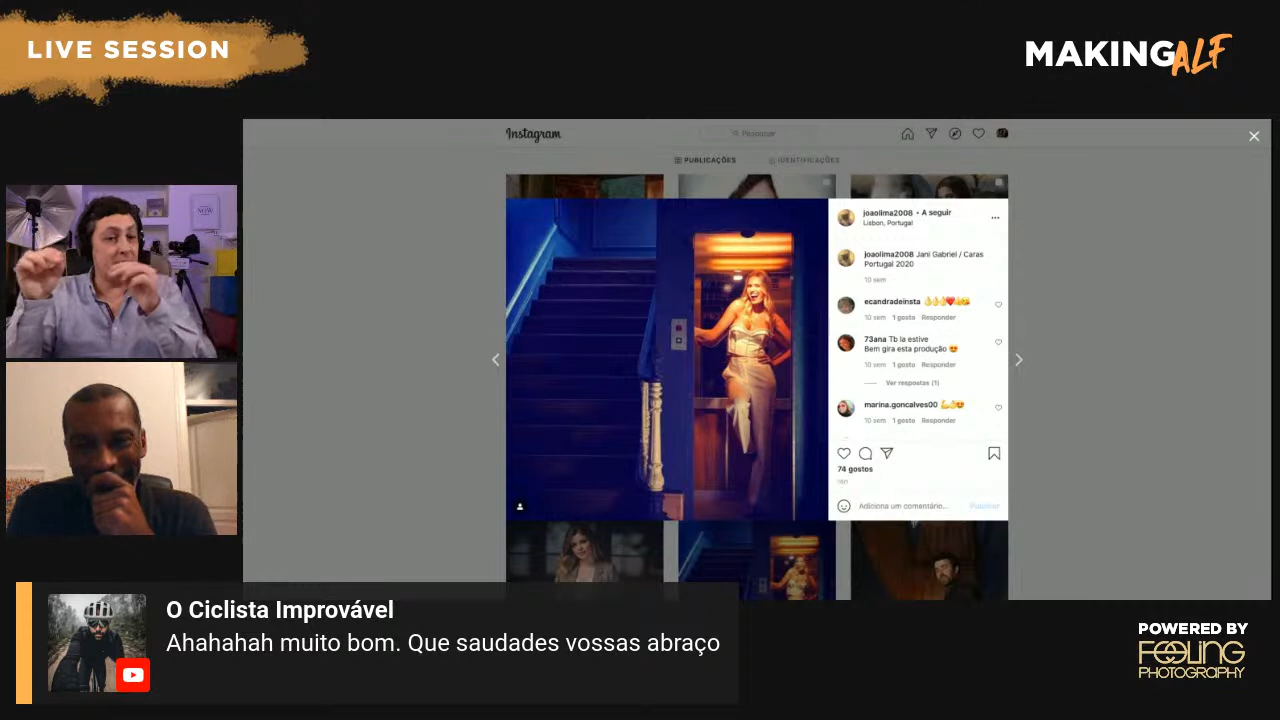 LIVE SESSION
MAKINGALF
Instagram
Pesquisar
PUBLICAÇÕES
IDENTIFICAÇÕES
joaolima2008 • A seguir
Lisbon, Portugal
joaolima2008 Jani Gabriel / Caras
Portugal 2020
10 sem
ecandradeinsta 👌👌👌❤️👏😘
10 sem 1 gosto Responder
73ana Tb la estive
Bem gira esta produção 😍
10 sem 1 gosto Responder
Ver respostas (1)
marina.goncalves00 💪👌😍
10 sem 1 gosto Responder
74 gostos
Adiciona um comentário...
Publicar
NOW
O Ciclista Improvável
Ahahahah muito bom. Que saudades vossas abraço
POWERED BY
FEELING
PHOTOGRAPHY